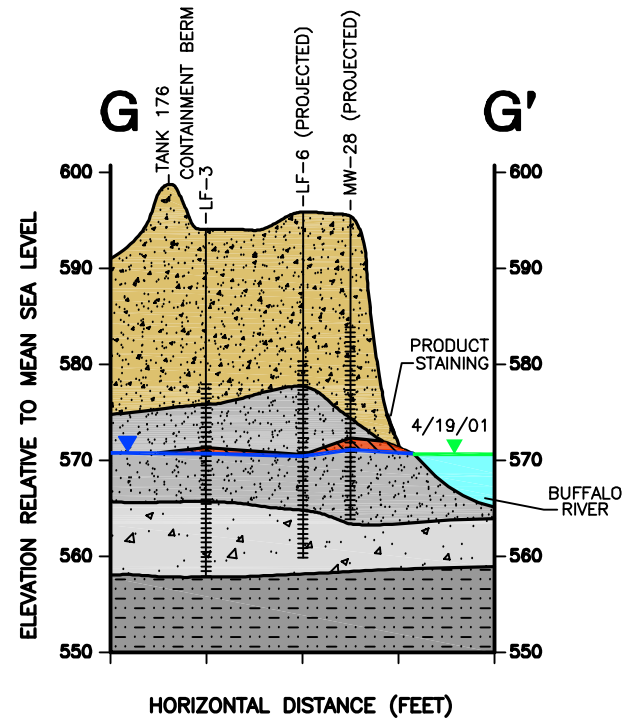 G
G'
TANK 176
CONTAINMENT BERM
LF-3
LF-6 (PROJECTED)
MW-28 (PROJECTED)
600
600
590
590
580
580
PRODUCT
STAINING
4/19/01
570
570
BUFFALO
RIVER
560
560
550
550
ELEVATION RELATIVE TO MEAN SEA LEVEL
HORIZONTAL DISTANCE (FEET)